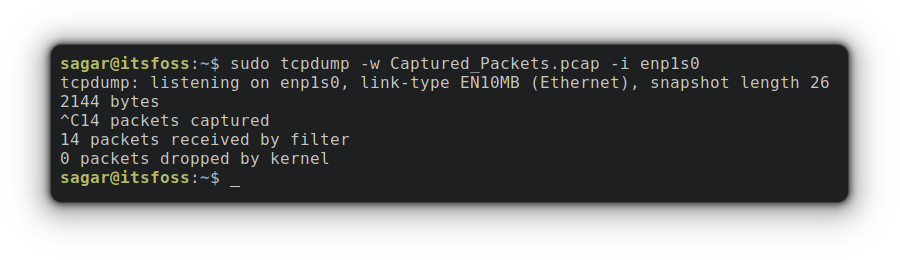 sagar@itsfoss:~$ sudo tcpdump -w Captured_Packets.pcap -i enp1s0
tcpdump: listening on enp1s0, link-type EN10MB (Ethernet), snapshot length 26
2144 bytes
^C14 packets captured
14 packets received by filter
0 packets dropped by kernel
sagar@itsfoss:~$ _